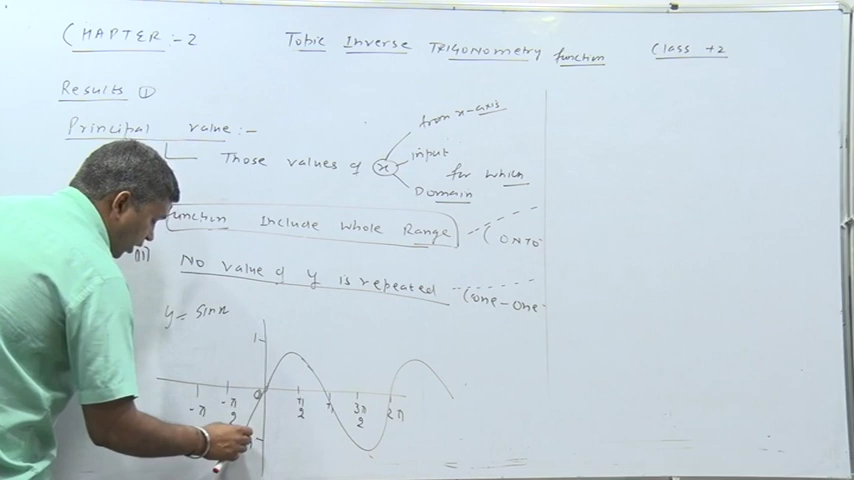 CHAPTER:-2 Topic Inverse TRIGONOMETRY function Class +2
Results ①
Principal value:-
from x-axis
Those values of x input for which
Domain
function Include whole Range (ONTO
(ii) No value of y is repeated (one-one
y = sinx
1
-π -π/2 0 π/2 π 3π/2 2π